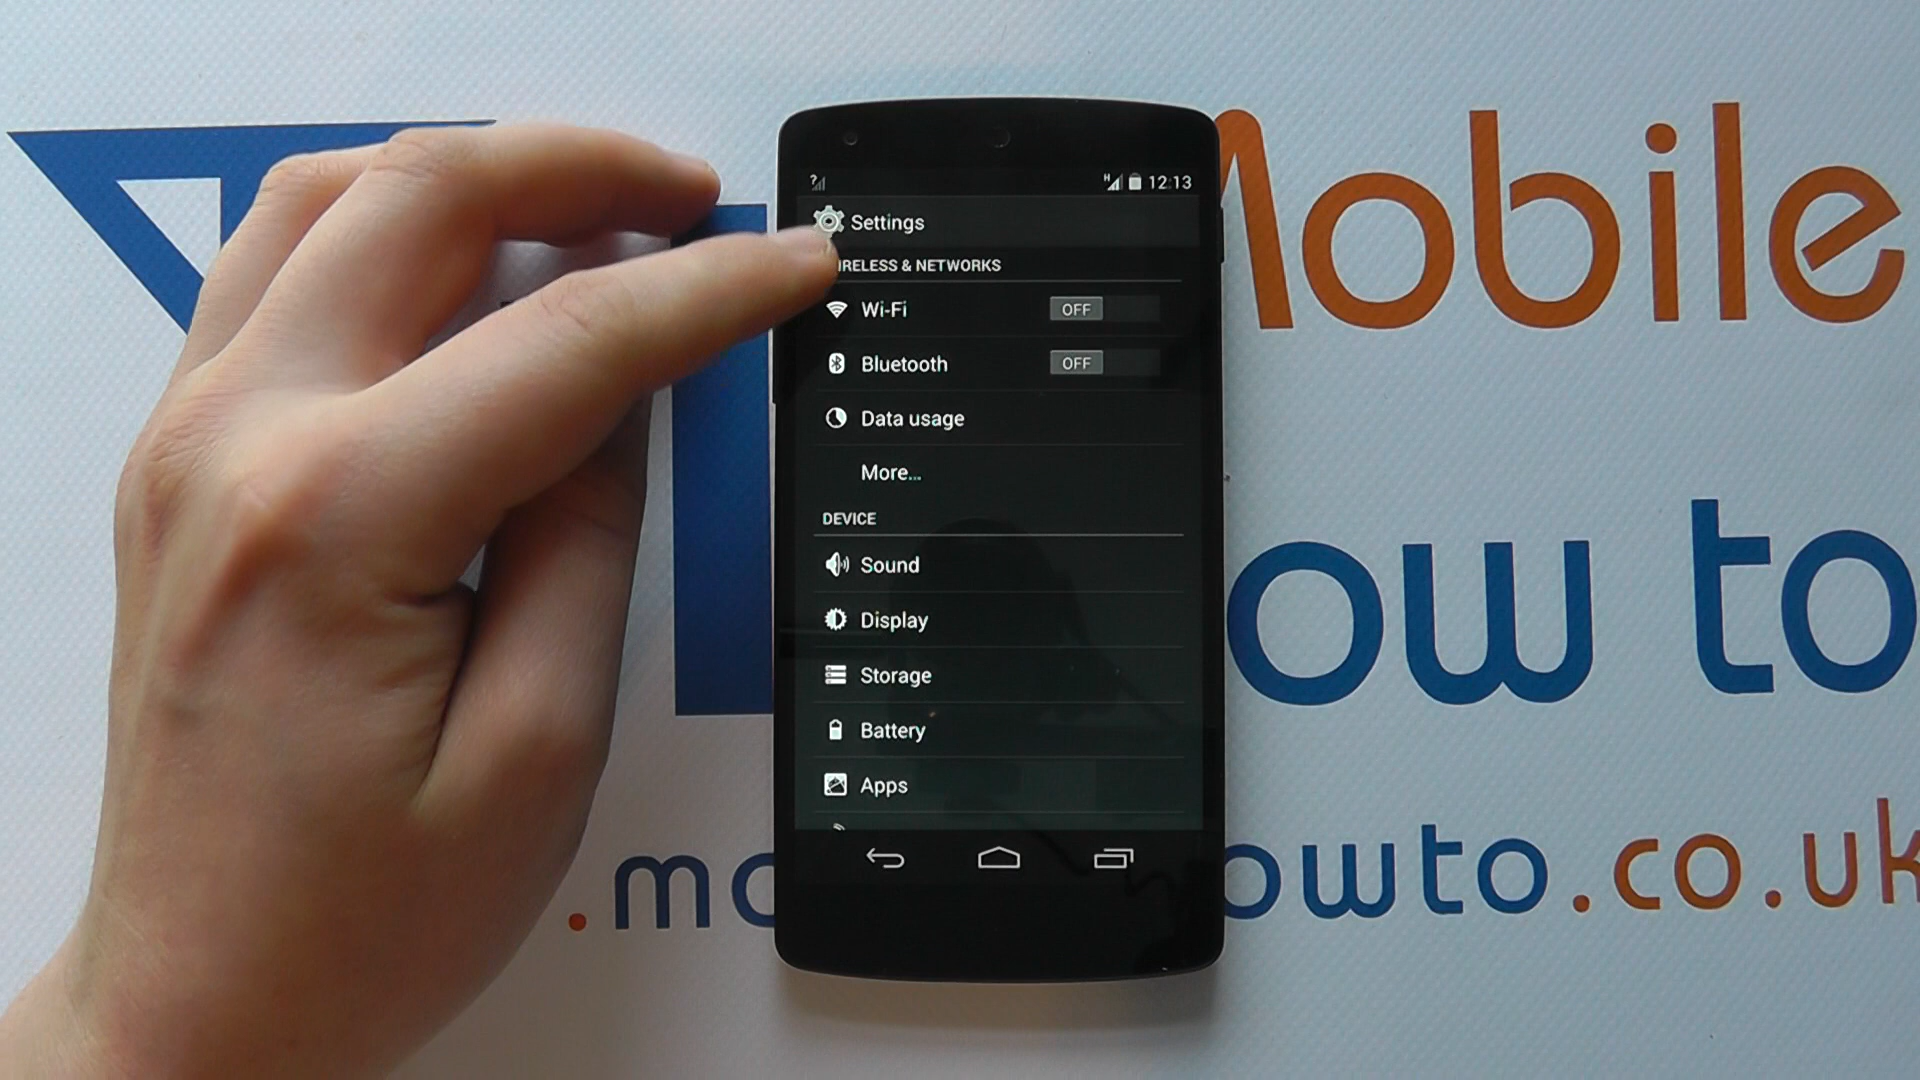 Mobile
? H 12:13
Settings
IRELESS & NETWORKS
Wi-Fi OFF
Bluetooth OFF
Data usage
More...
DEVICE
Sound
Display
Storage
Battery
Apps
ow to
.mo owto.co.uk